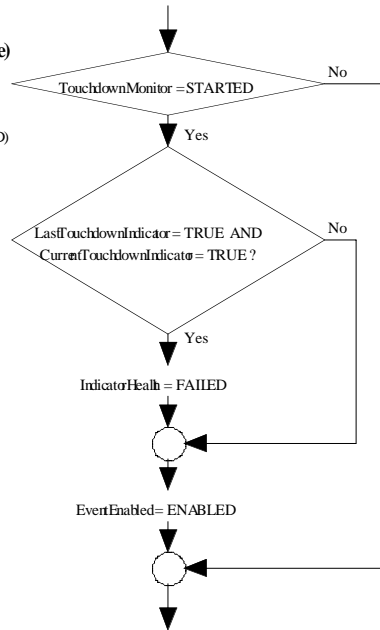 e)
No
TouchdownMonitor = STARTED
D)
Yes
LastTouchdownIndicator = TRUE AND
No
CurrentTouchdownIndicator = TRUE ?
Yes
IndicatorHealth = FAILED
EventEnabled = ENABLED